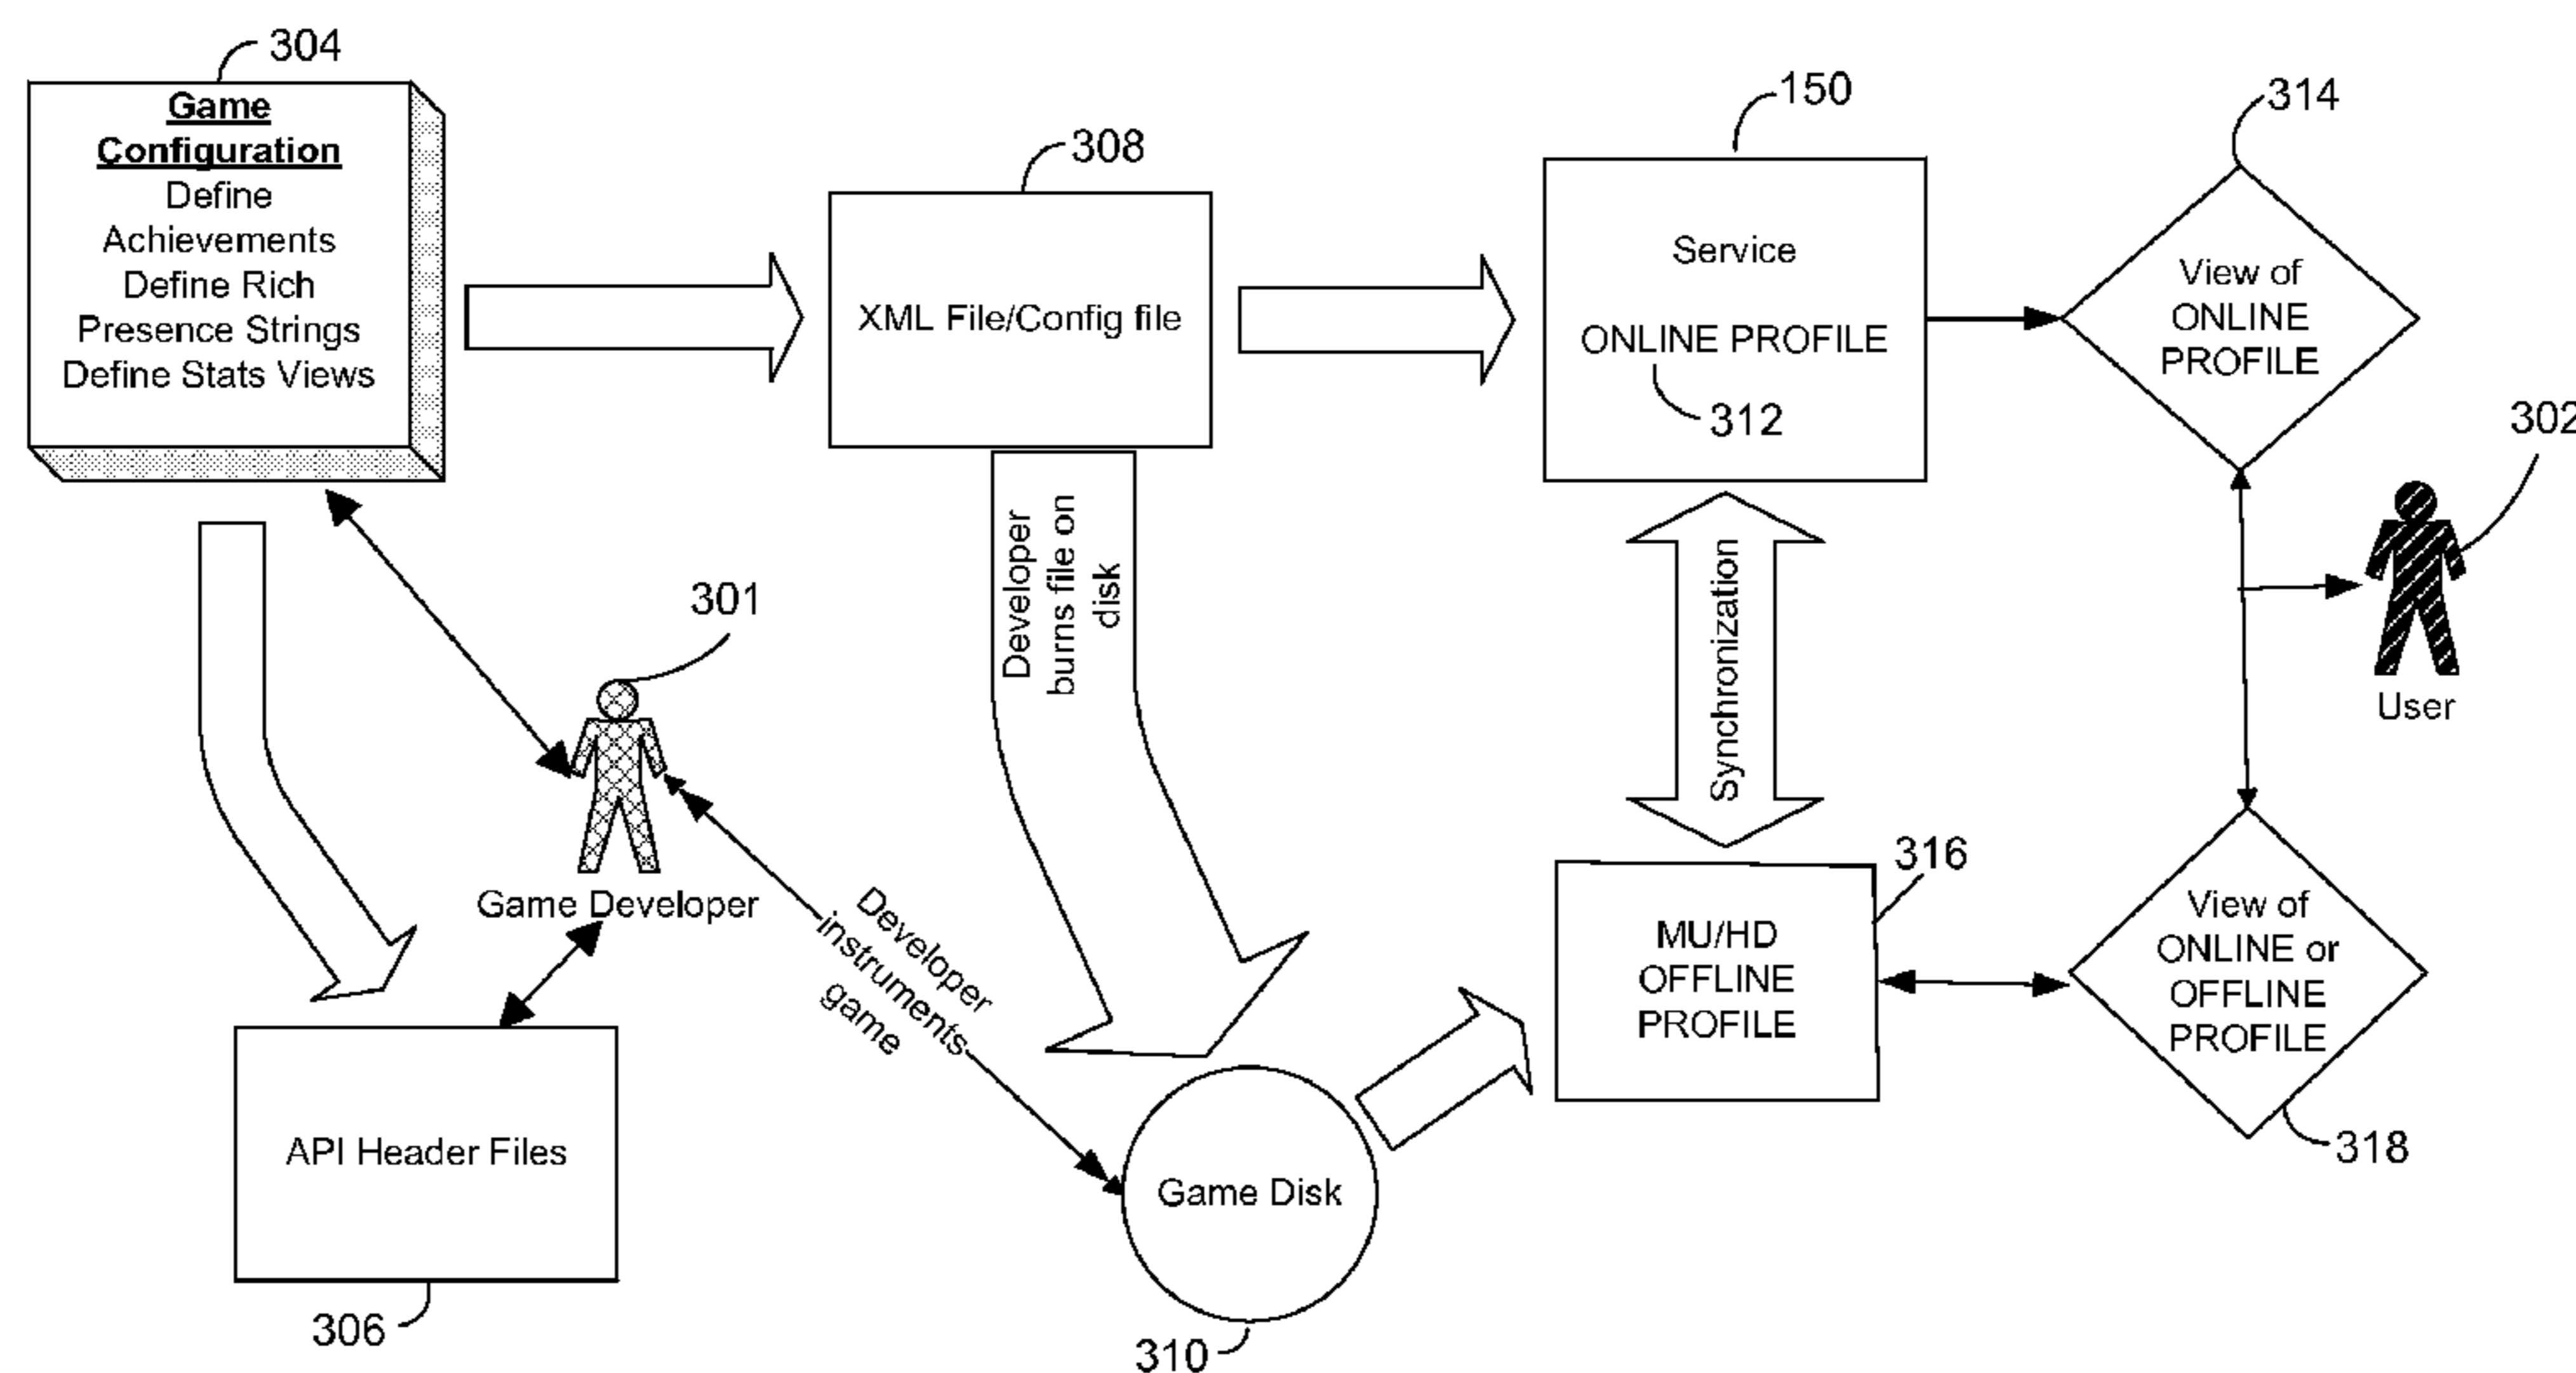 304
Game
Configuration
Define
Achievements
Define Rich
Presence Strings
Define Stats Views
308
XML File/Config file
150
Service
ONLINE PROFILE
312
314
View of
ONLINE
PROFILE
302
User
301
Game Developer
Developer
burns file on
disk
Synchronization
Developer
instruments
game
316
MU/HD
OFFLINE
PROFILE
View of
ONLINE or
OFFLINE
PROFILE
318
API Header Files
306
Game Disk
310